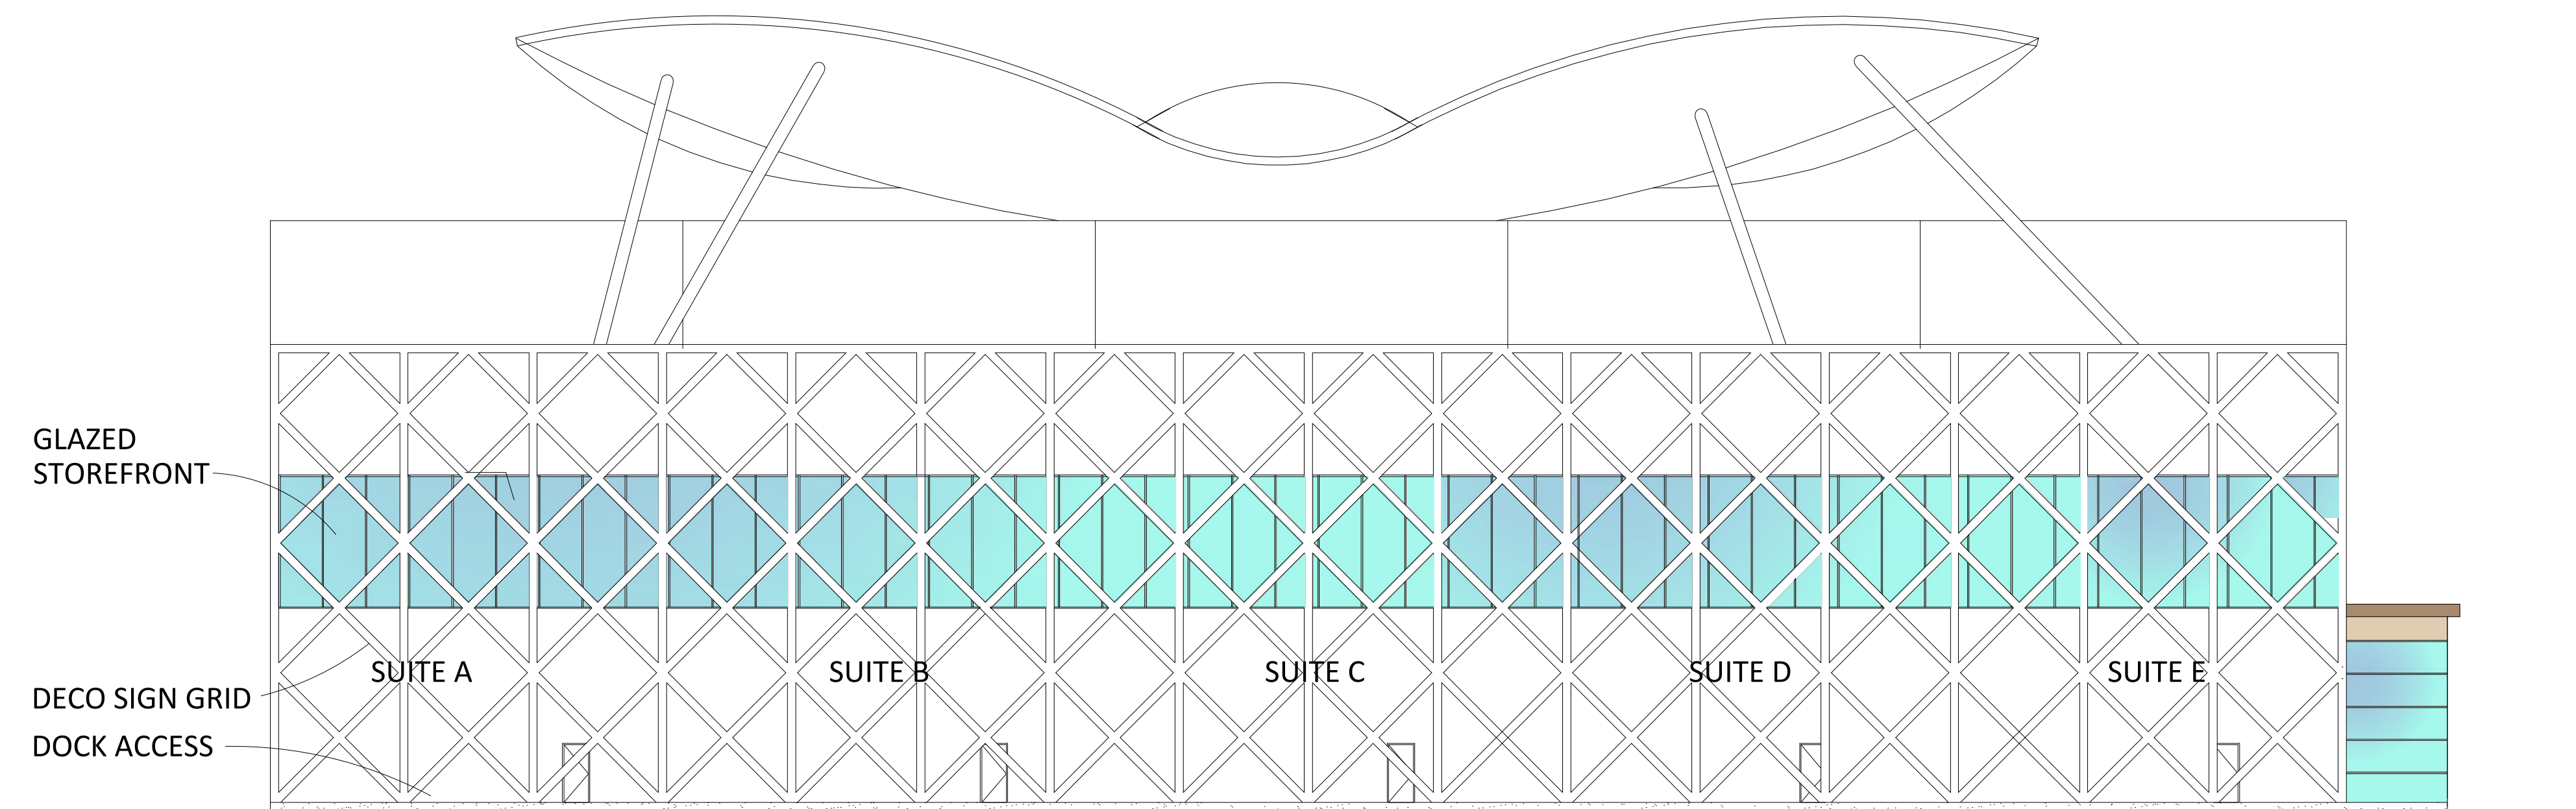 GLAZED
STOREFRONT
SUITE A
SUITE B
SUITE C
SUITE D
SUITE E
DECO SIGN GRID
DOCK ACCESS